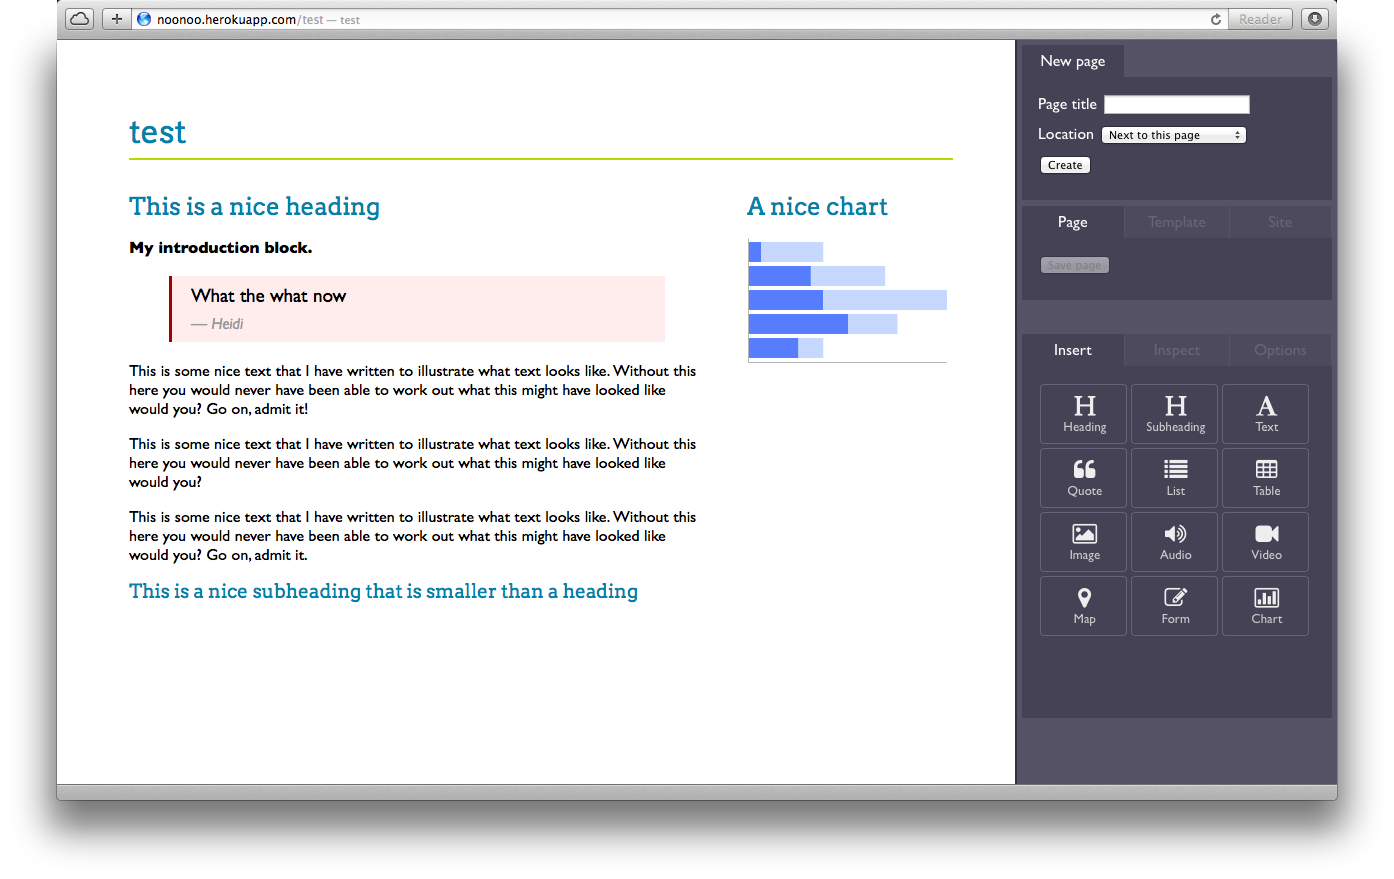 noonoo.herokuapp.com/test — test
Reader
test
This is a nice heading
My introduction block.
What the what now
— Heidi
This is some nice text that I have written to illustrate what text looks like. Without this
here you would never have been able to work out what this might have looked like
would you? Go on, admit it!
This is some nice text that I have written to illustrate what text looks like. Without this
here you would never have been able to work out what this might have looked like
would you?
This is some nice text that I have written to illustrate what text looks like. Without this
here you would never have been able to work out what this might have looked like
would you? Go on, admit it.
This is a nice subheading that is smaller than a heading
A nice chart
New page
Page title
Location Next to this page
Create
Page Template Site
Save page
Insert Inspect Options
H H A
Heading Subheading Text
Quote List Table
Image Audio Video
Map Form Chart